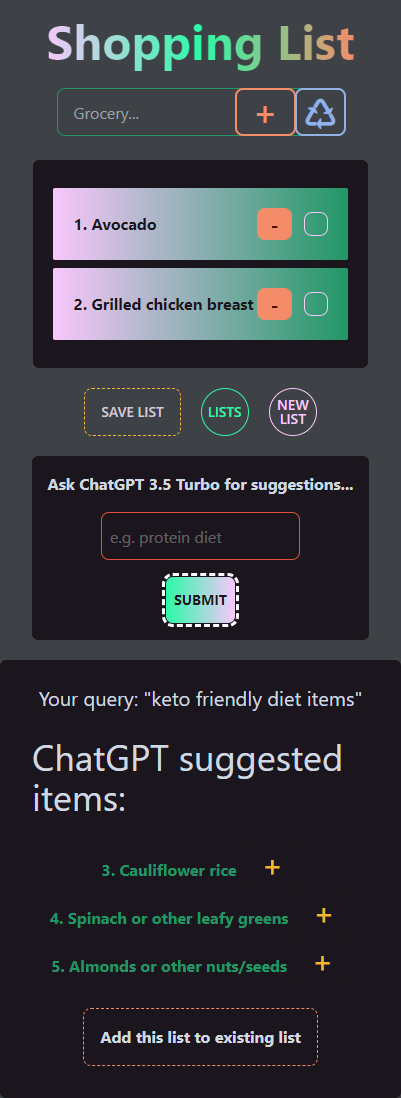 Shopping List
Grocery... +
1. Avocado -
2. Grilled chicken breast -
SAVE LIST LISTS NEW
LIST
Ask ChatGPT 3.5 Turbo for suggestions...
e.g. protein diet
SUBMIT
Your query: "keto friendly diet items"
ChatGPT suggested
items:
3. Cauliflower rice +
4. Spinach or other leafy greens +
5. Almonds or other nuts/seeds +
Add this list to existing list